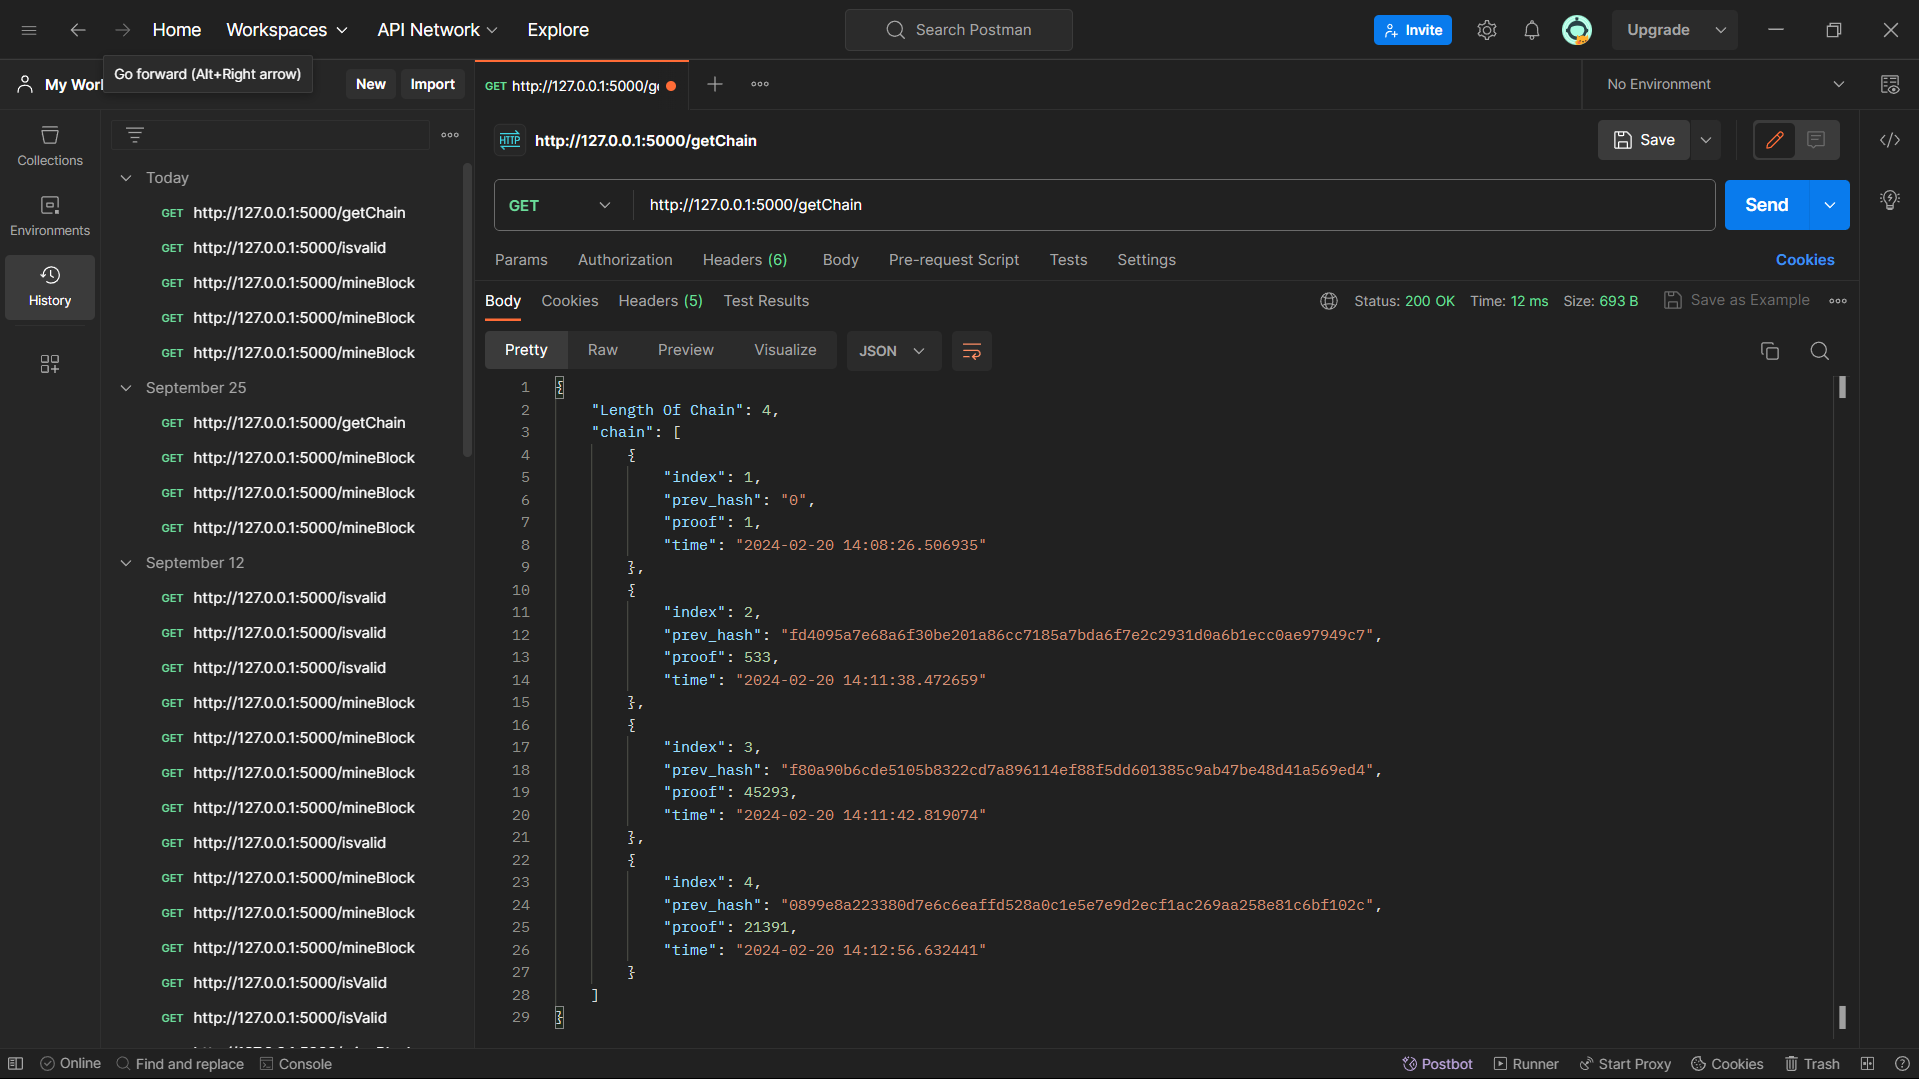 Home
Workspaces
API Network
Explore
Search Postman
Invite
Upgrade
Go forward (Alt+Right arrow)
My Wor
New
Import
GET http://127.0.0.1:5000/g
No Environment
Collections
Environments
History
Today
GET http://127.0.0.1:5000/getChain
GET http://127.0.0.1:5000/isvalid
GET http://127.0.0.1:5000/mineBlock
GET http://127.0.0.1:5000/mineBlock
GET http://127.0.0.1:5000/mineBlock
September 25
GET http://127.0.0.1:5000/getChain
GET http://127.0.0.1:5000/mineBlock
GET http://127.0.0.1:5000/mineBlock
GET http://127.0.0.1:5000/mineBlock
September 12
GET http://127.0.0.1:5000/isvalid
GET http://127.0.0.1:5000/isvalid
GET http://127.0.0.1:5000/isvalid
GET http://127.0.0.1:5000/mineBlock
GET http://127.0.0.1:5000/mineBlock
GET http://127.0.0.1:5000/mineBlock
GET http://127.0.0.1:5000/mineBlock
GET http://127.0.0.1:5000/isvalid
GET http://127.0.0.1:5000/mineBlock
GET http://127.0.0.1:5000/mineBlock
GET http://127.0.0.1:5000/mineBlock
GET http://127.0.0.1:5000/isValid
GET http://127.0.0.1:5000/isValid
HTTP http://127.0.0.1:5000/getChain
Save
GET http://127.0.0.1:5000/getChain
Send
Params Authorization Headers (6) Body Pre-request Script Tests Settings Cookies
Body Cookies Headers (5) Test Results
Status: 200 OK Time: 12 ms Size: 693 B Save as Example
Pretty Raw Preview Visualize JSON
1 {
2 "Length Of Chain": 4,
3 "chain": [
4 {
5 "index": 1,
6 "prev_hash": "0",
7 "proof": 1,
8 "time": "2024-02-20 14:08:26.506935"
9 },
10 {
11 "index": 2,
12 "prev_hash": "fd4095a7e68a6f30be201a86cc7185a7bda6f7e2c2931d0a6b1ecc0ae97949c7",
13 "proof": 533,
14 "time": "2024-02-20 14:11:38.472659"
15 },
16 {
17 "index": 3,
18 "prev_hash": "f80a90b6cde5105b8322cd7a896114ef88f5dd601385c9ab47be48d41a569ed4",
19 "proof": 45293,
20 "time": "2024-02-20 14:11:42.819074"
21 },
22 {
23 "index": 4,
24 "prev_hash": "0899e8a223380d7e6c6eaffd528a0c1e5e7e9d2ecf1ac269aa258e81c6bf102c",
25 "proof": 21391,
26 "time": "2024-02-20 14:12:56.632441"
27 }
28 ]
29 }
Online
Find and replace
Console
Postbot
Runner
Start Proxy
Cookies
Trash